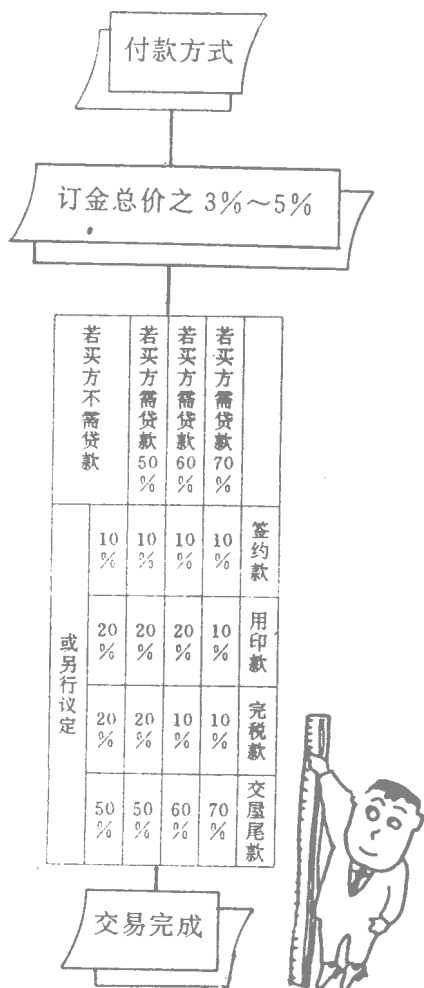 付款方式
订金总价之 3%~5%
签约款
用印款
完税款
交屋尾款
若买方需贷款70%
10%
10%
10%
70%
若买方需贷款60%
10%
20%
10%
60%
若买方需贷款50%
10%
20%
20%
50%
若买方不需贷款
10%
20%
20%
50%
或另行议定
交易完成